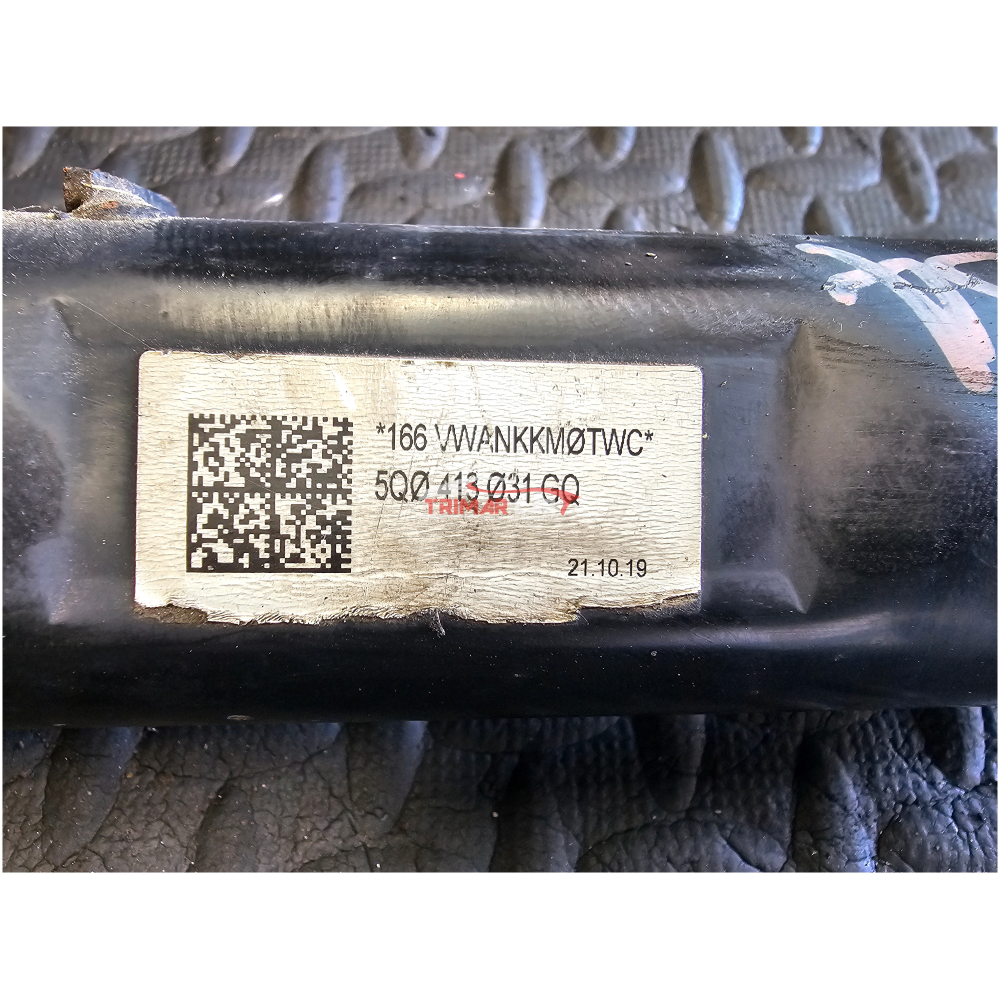 *166 VWANKKMØTWC*
5QØ 413 Ø31 GQ
TRIMAR
21.10.19